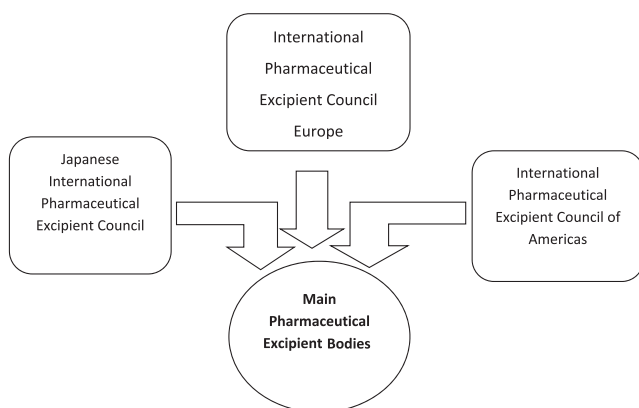 International
Pharmaceutical
Excipient Council
Europe
Japanese
International
Pharmaceutical
Excipient Council
International
Pharmaceutical
Excipient Council of
Americas
Main
Pharmaceutical
Excipient Bodies